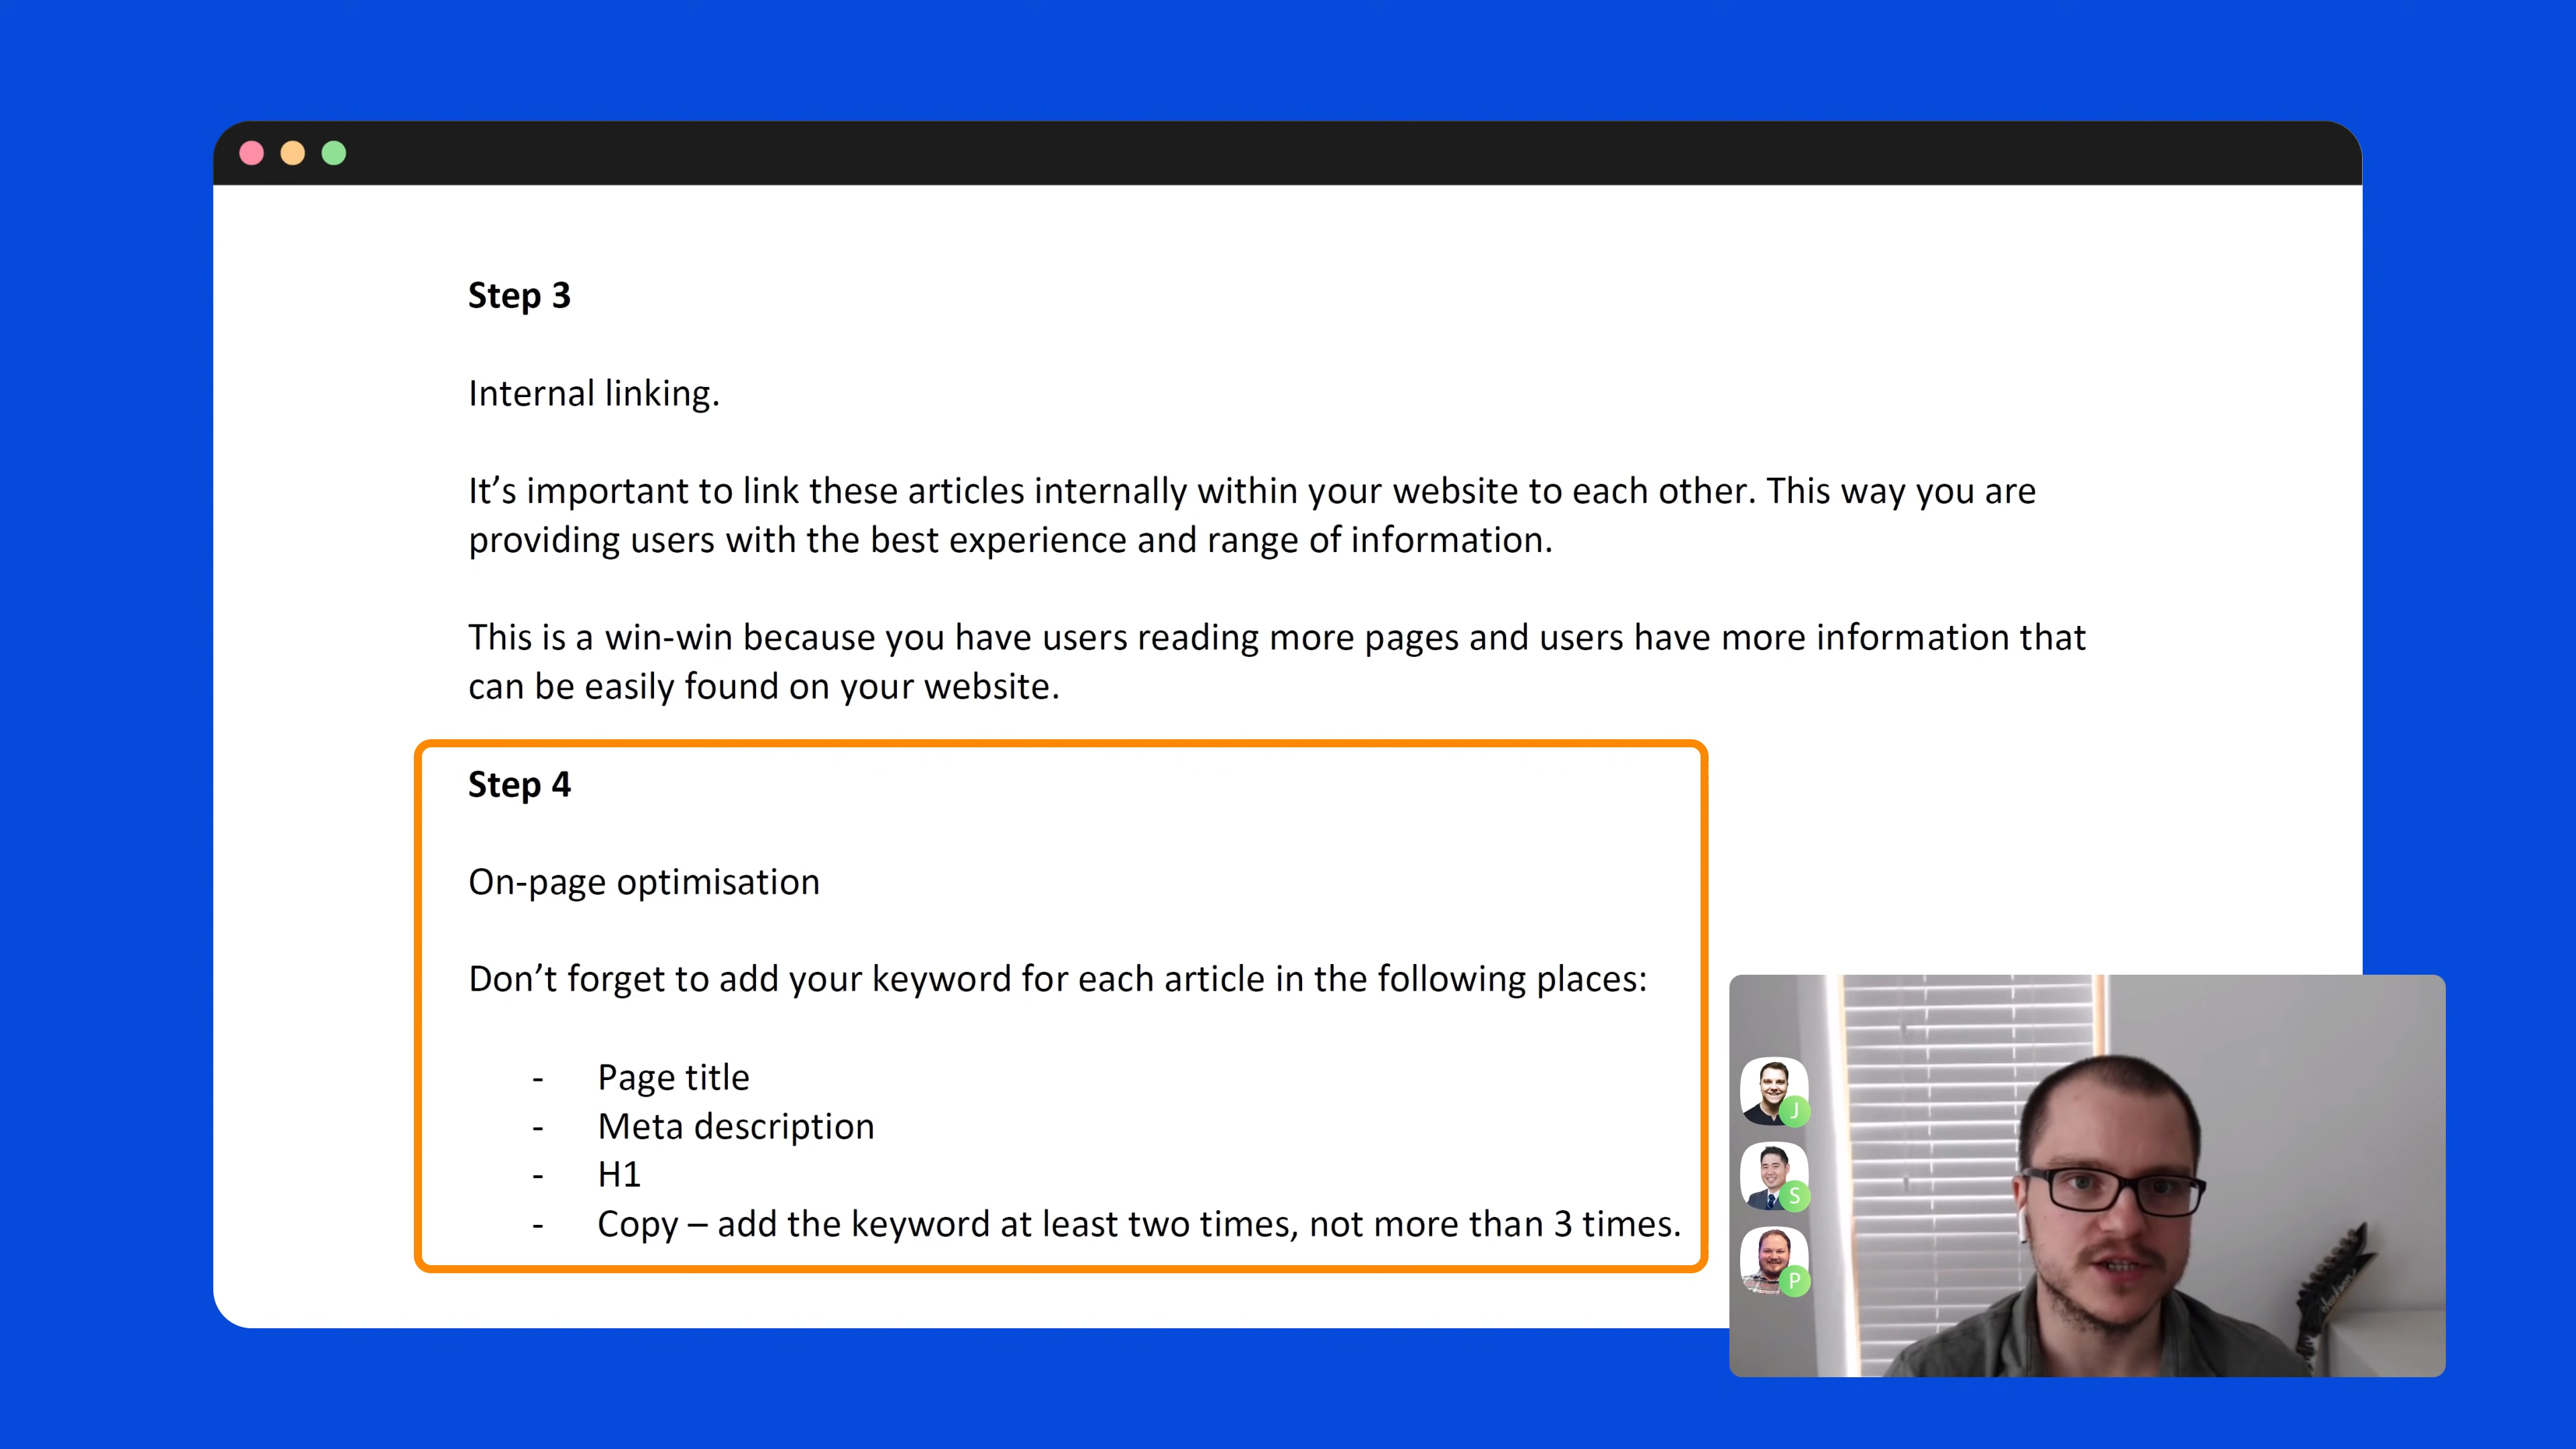 Step 3
Internal linking.
It’s important to link these articles internally within your website to each other. This way you are
providing users with the best experience and range of information.
This is a win-win because you have users reading more pages and users have more information that
can be easily found on your website.
Step 4
On-page optimisation
Don’t forget to add your keyword for each article in the following places:
- Page title
- Meta description
- H1
- Copy – add the keyword at least two times, not more than 3 times.
J
S
P
Jackson